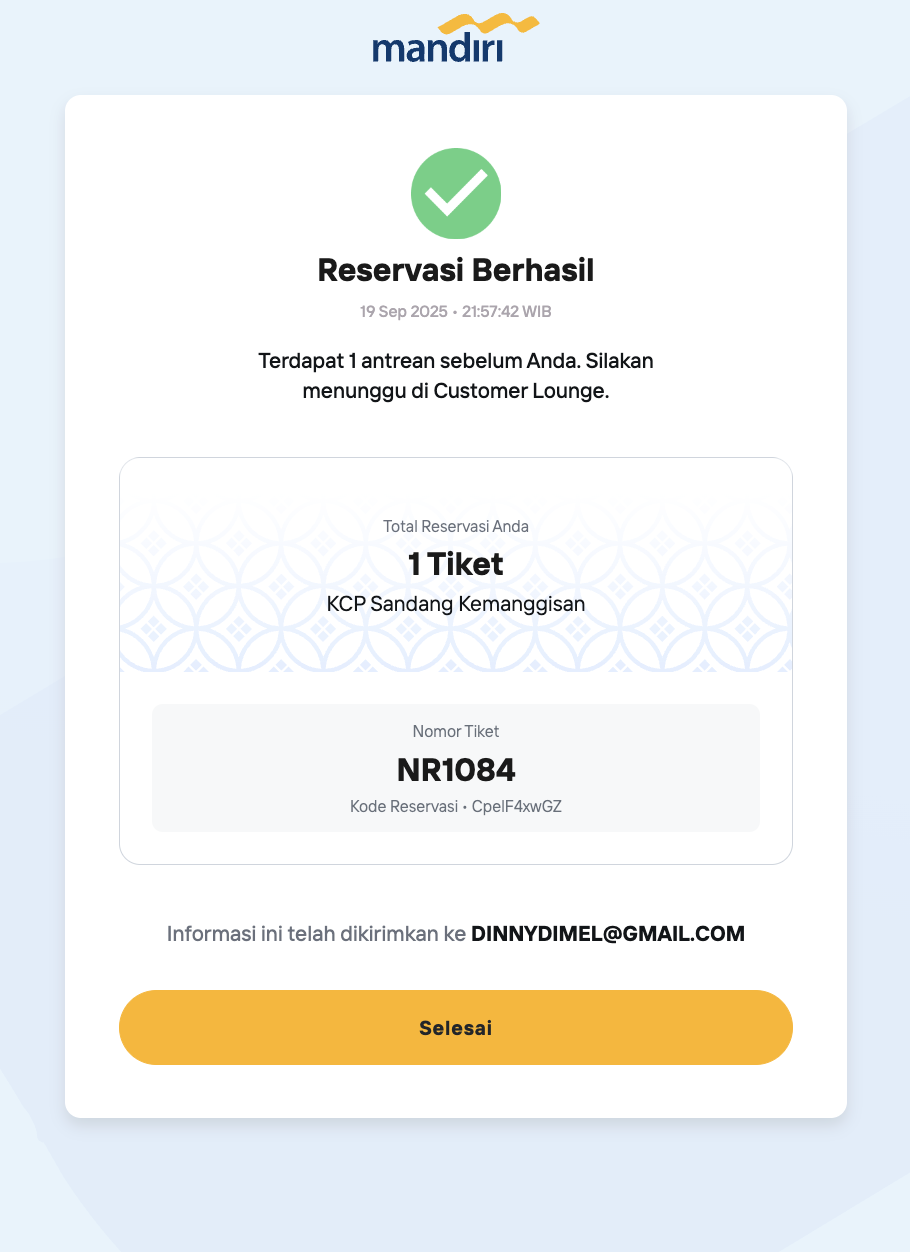 mandiri
Reservasi Berhasil
19 Sep 2025 • 21:57:42 WIB
Terdapat 1 antrean sebelum Anda. Silakan
menunggu di Customer Lounge.
Total Reservasi Anda
1 Tiket
KCP Sandang Kemanggisan
Nomor Tiket
NR1084
Kode Reservasi • CpeIF4xwGZ
Informasi ini telah dikirimkan ke DINNYDIMEL@GMAIL.COM
Selesai